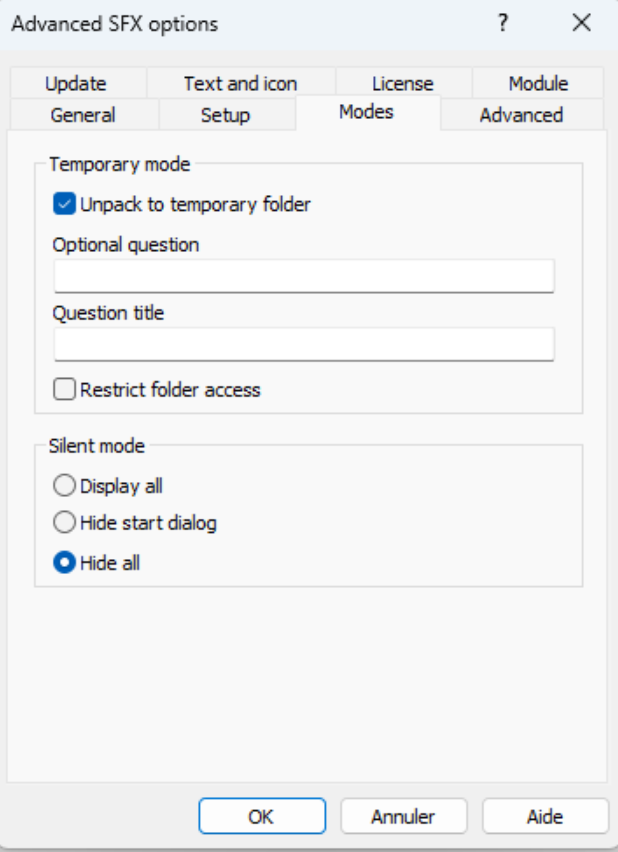 Advanced SFX options ?
Update Text and icon License Module
General Setup Modes Advanced
Temporary mode
Unpack to temporary folder
Optional question
Question title
Restrict folder access
Silent mode
Display all
Hide start dialog
Hide all
OK Annuler Aide